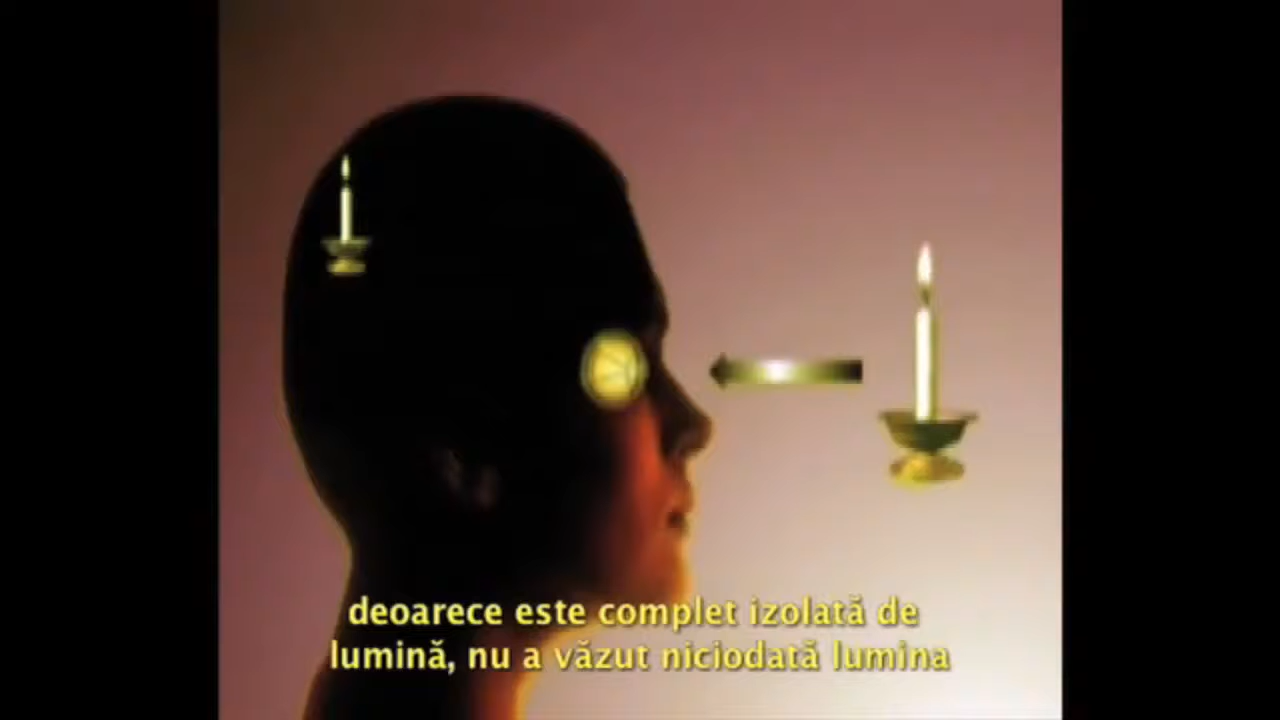 deoarece este complet izolată de
lumină, nu a văzut niciodată lumina